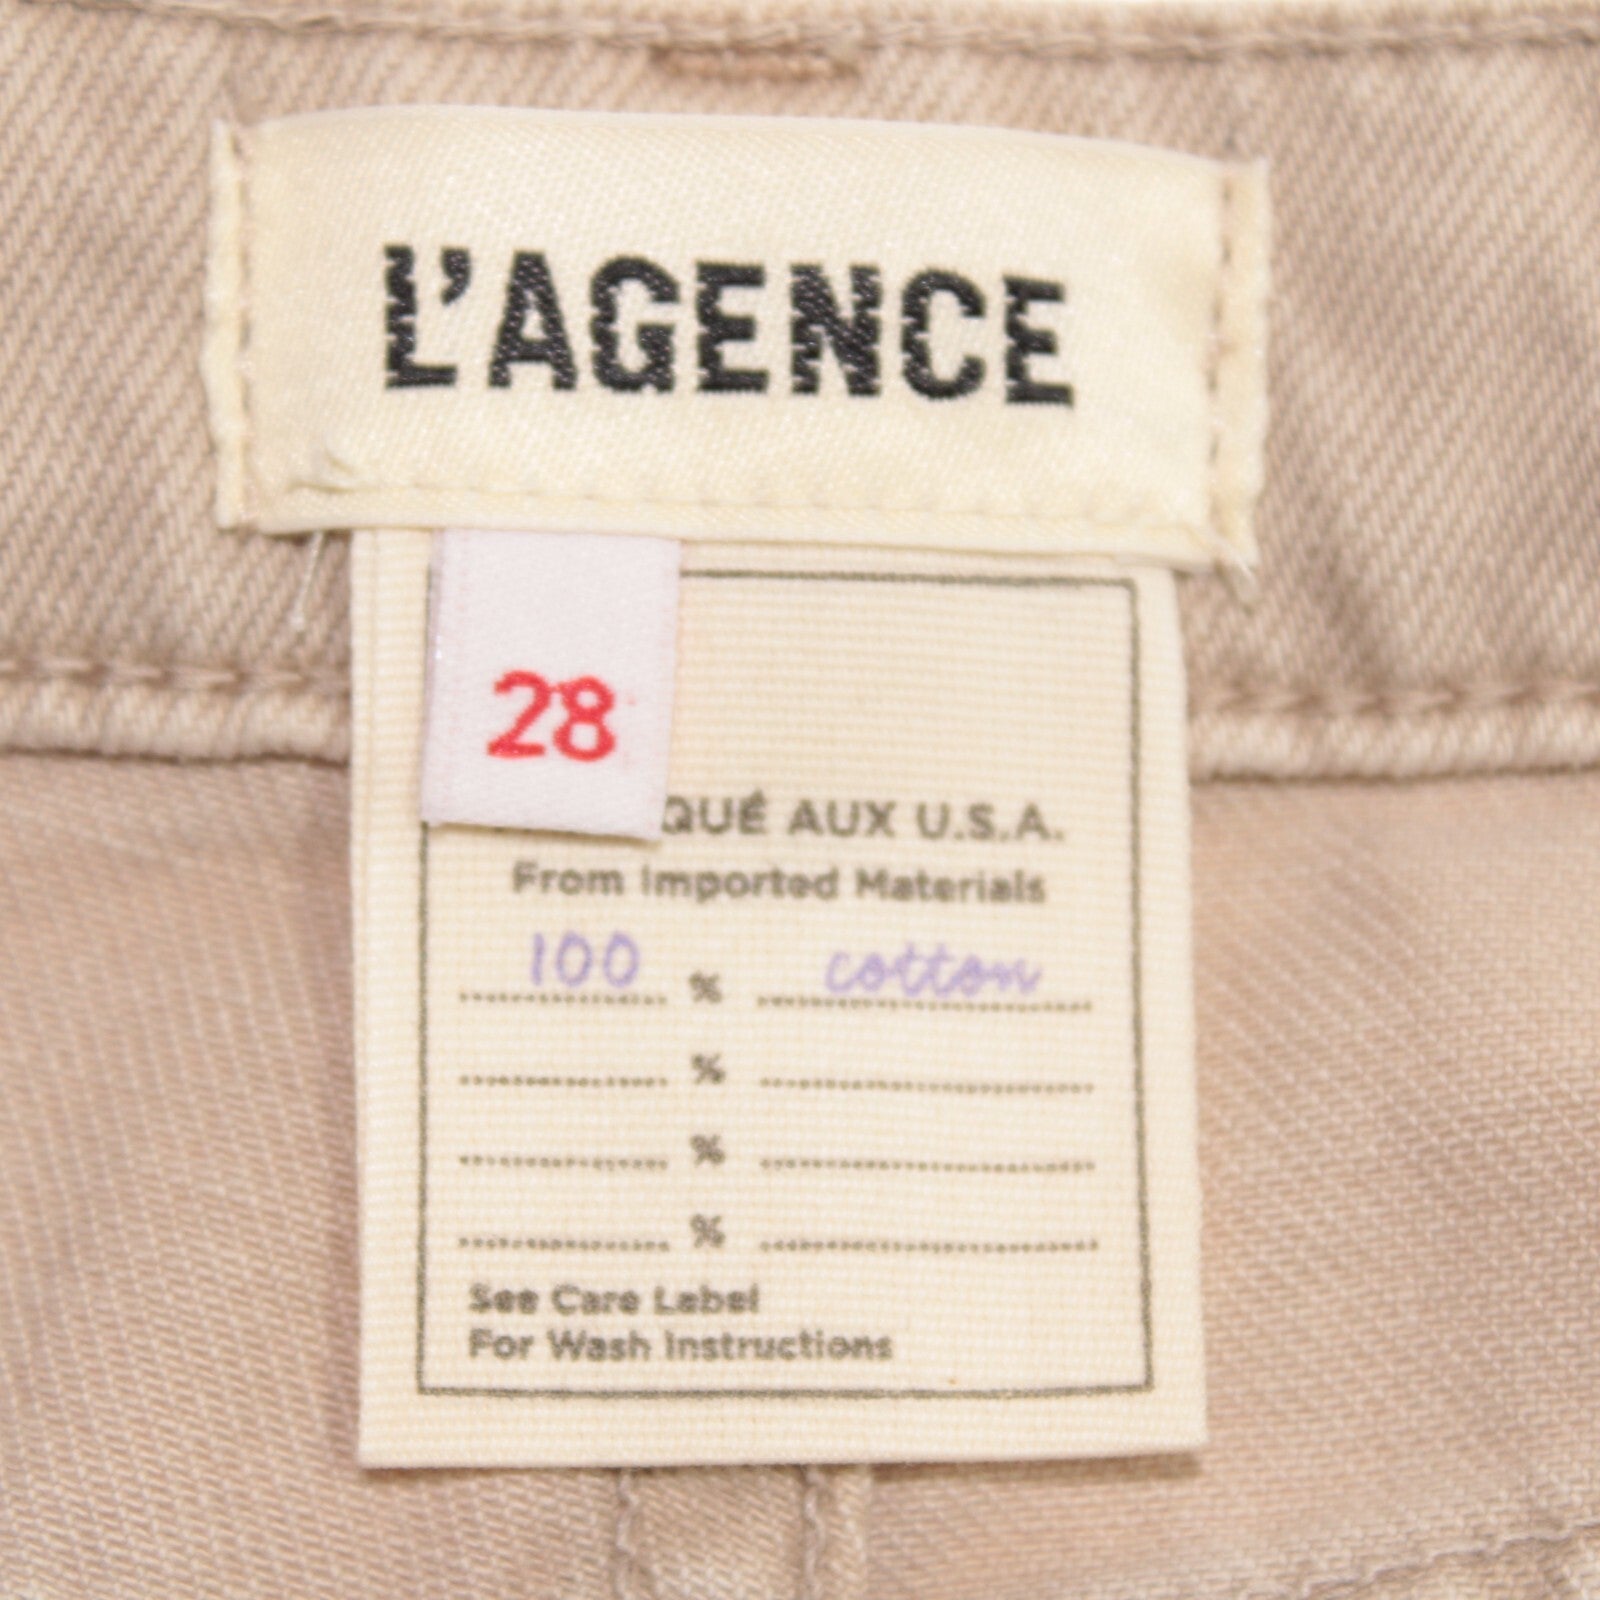 L'AGENCE
28
QUÉ AUX U.S.A.
From Imported Materials
100 % cotton
%
%
%
See Care Label
For Wash Instructions